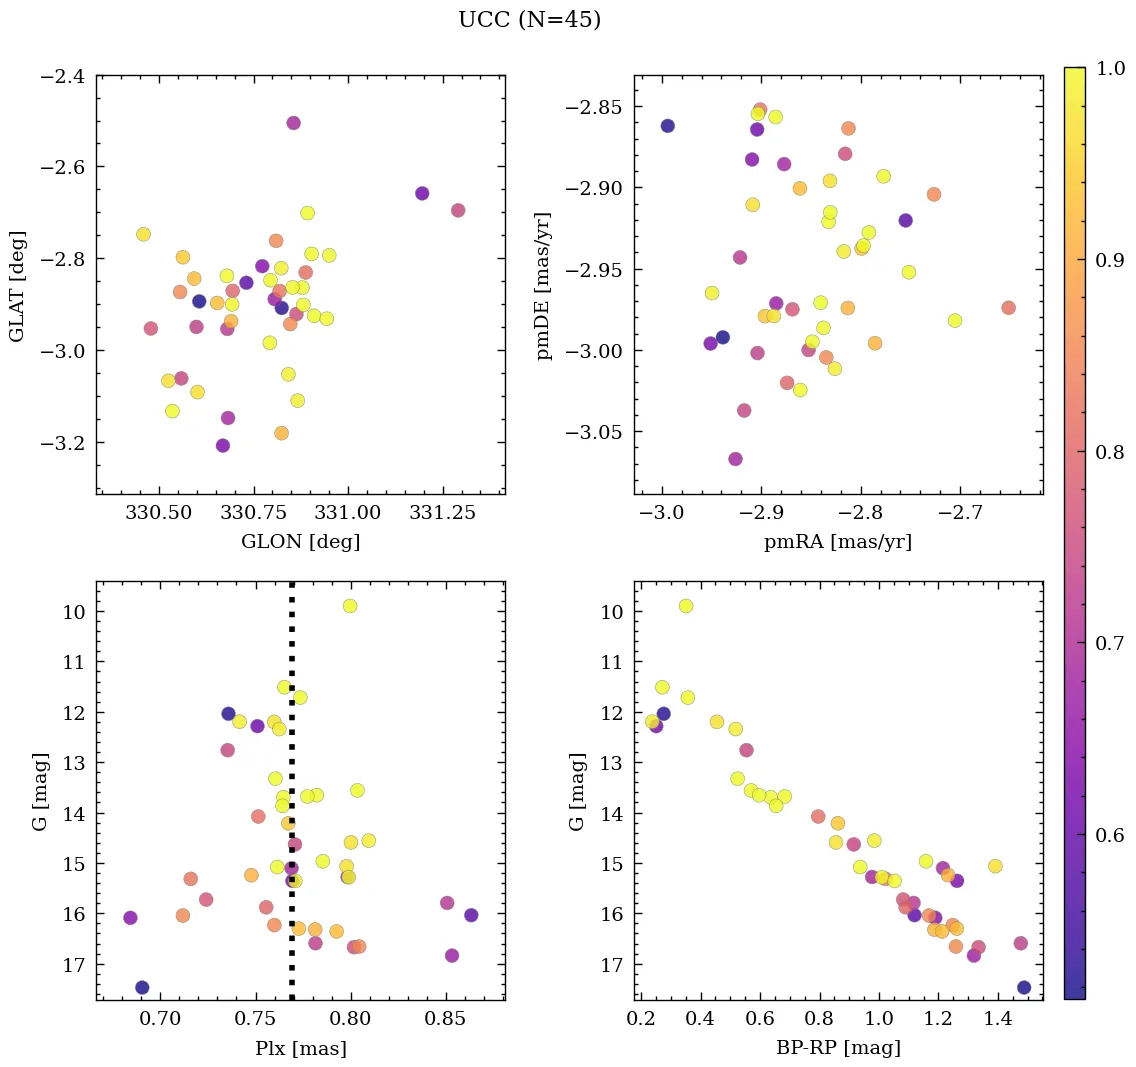 UCC (N=45)
−2.4
−2.6
−2.8
−3.0
−3.2
GLAT [deg]
330.50 330.75 331.00 331.25
GLON [deg]
−2.85
−2.90
−2.95
−3.00
−3.05
pmDE [mas/yr]
−3.0 −2.9 −2.8 −2.7
pmRA [mas/yr]
10
11
12
13
14
15
16
17
G [mag]
0.70 0.75 0.80 0.85
Plx [mas]
10
11
12
13
14
15
16
17
G [mag]
0.2 0.4 0.6 0.8 1.0 1.2 1.4
BP-RP [mag]
1.0
0.9
0.8
0.7
0.6